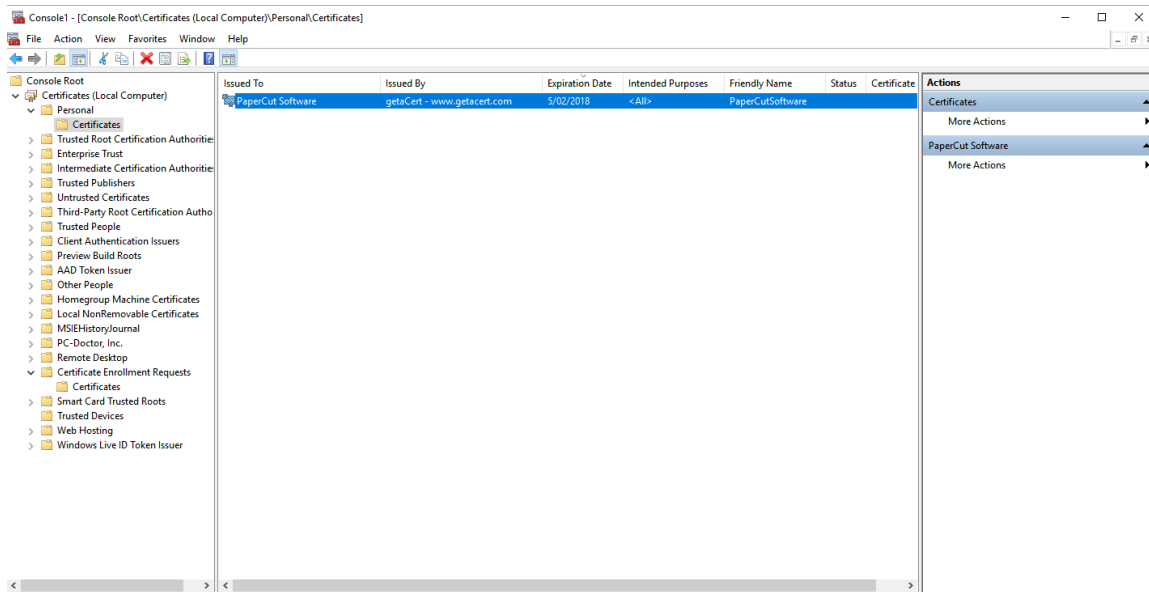 Console1 - [Console Root\Certificates (Local Computer)\Personal\Certificates]
File Action View Favorites Window Help
Console Root
Certificates (Local Computer)
Personal
Certificates
Trusted Root Certification Authorities
Enterprise Trust
Intermediate Certification Authorities
Trusted Publishers
Untrusted Certificates
Third-Party Root Certification Autho
Trusted People
Client Authentication Issuers
Preview Build Roots
AAD Token Issuer
Other People
Homegroup Machine Certificates
Local NonRemovable Certificates
MSIEHistoryJournal
PC-Doctor, Inc.
Remote Desktop
Certificate Enrollment Requests
Certificates
Smart Card Trusted Roots
Trusted Devices
Web Hosting
Windows Live ID Token Issuer
Issued To Issued By Expiration Date Intended Purposes Friendly Name Status Certificate
PaperCut Software getaCert - www.getacert.com 5/02/2018 <All> PaperCutSoftware
Actions
Certificates
More Actions
PaperCut Software
More Actions